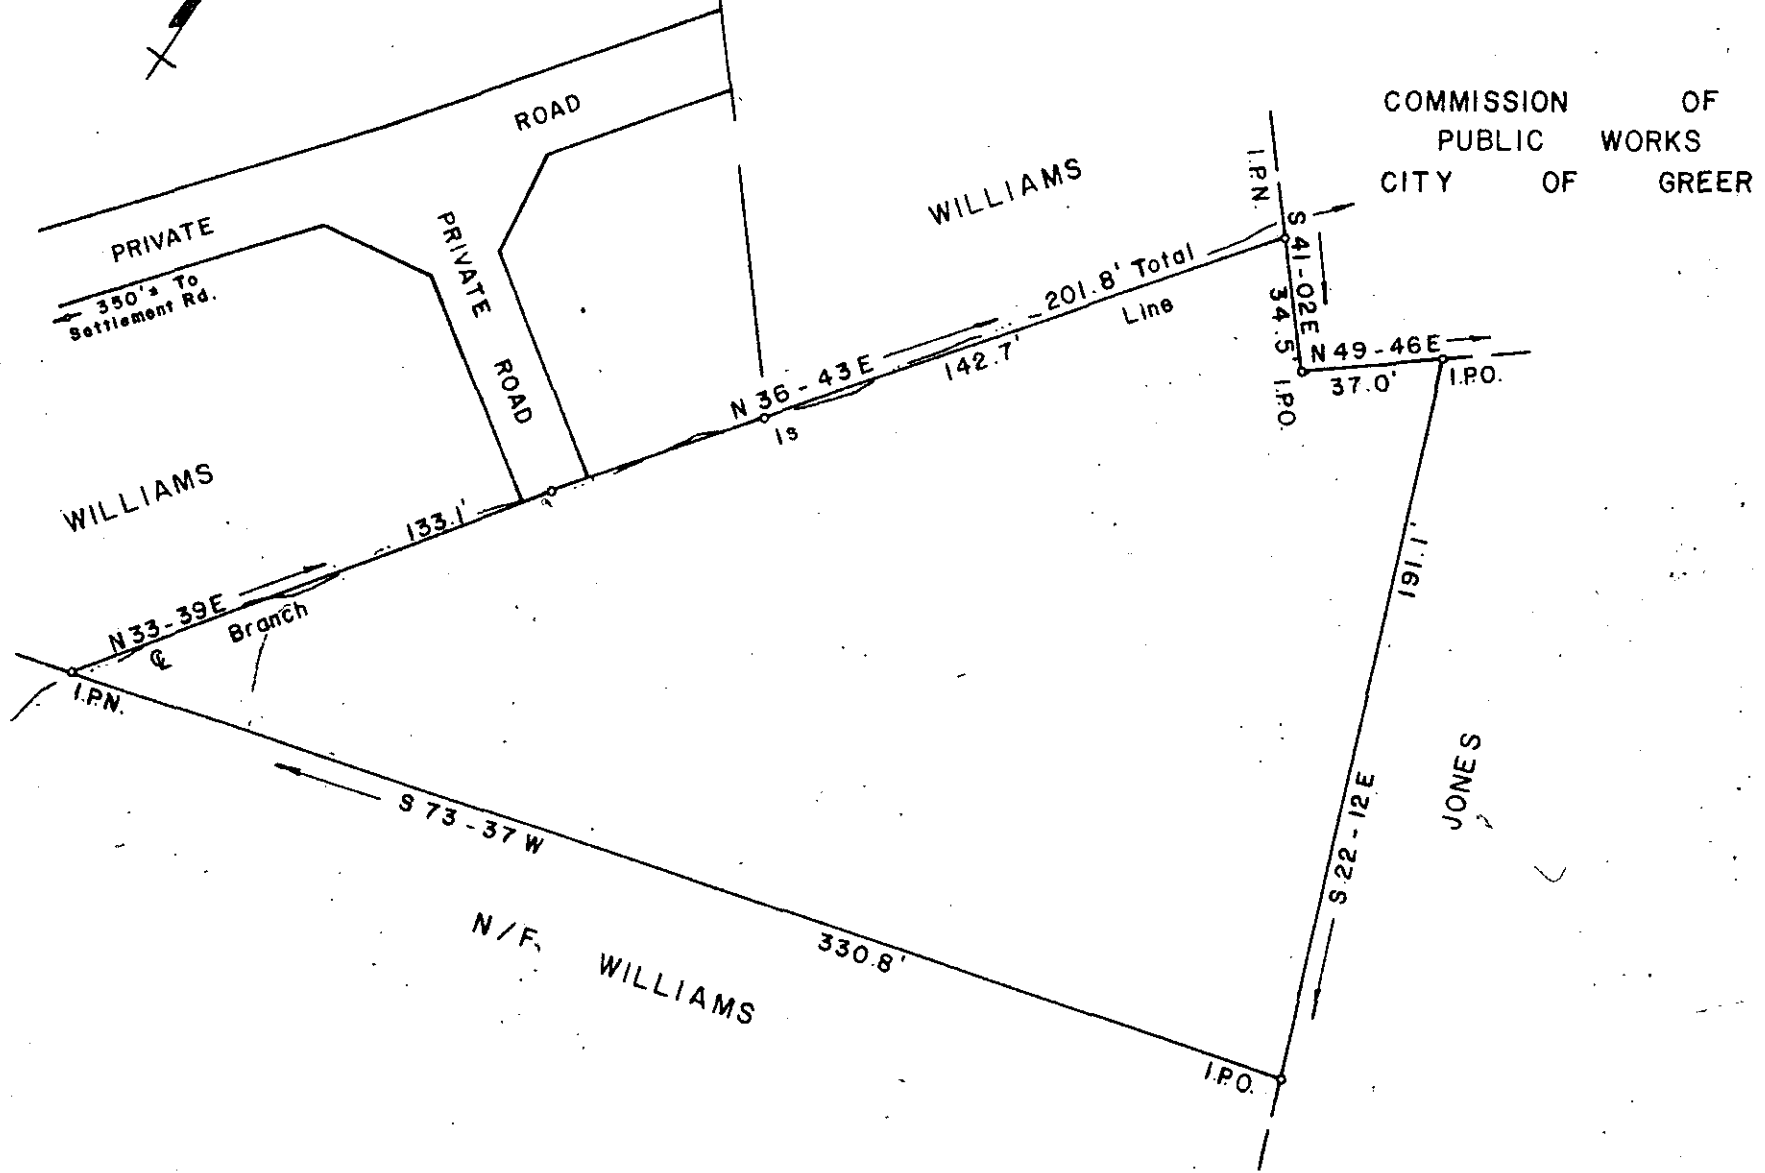 COMMISSION OF
PUBLIC WORKS
CITY OF GREER
PRIVATE ROAD
350'± To
Settlement Rd.
PRIVATE ROAD
WILLIAMS
I.P.N.
S 41-02E
34.5'
I.P.O.
N 49-46E
37.0'
I.P.O.
N 36-43E
201.8' Total
142.7'
Is Line
WILLIAMS
N 33-39E
133.1'
℄ Branch
I.P.N.
191.1'
S 22-12E
JONES
S 73-37 W
330.8'
N/F WILLIAMS
I.P.O.